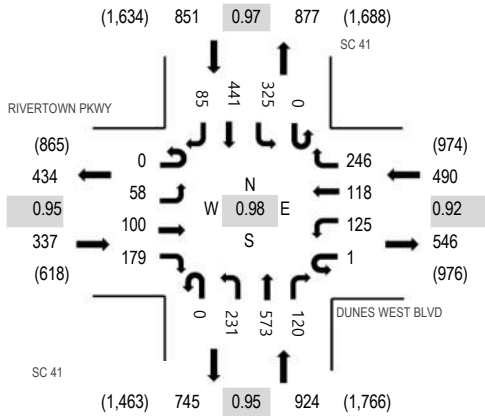 (1,634) 851 0.97 877 (1,688)
SC 41
85 441 325 0
RIVERTOWN PKWY
(865)
434
0.95
337
(618)
0
58
100
179
N
W 0.98 E
S
246
118
125
1
(974)
490
0.92
546
(976)
0 231 573 120
DUNES WEST BLVD
SC 41
(1,463) 745 0.95 924 (1,766)